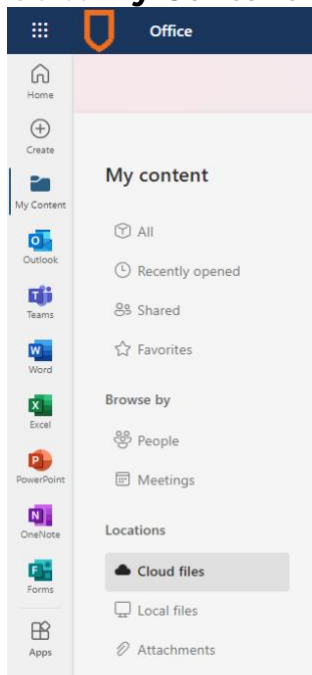 Office
Home
Create
My Content
Outlook
Teams
Word
Excel
PowerPoint
OneNote
Forms
Apps
My content
All
Recently opened
Shared
Favorites
Browse by
People
Meetings
Locations
Cloud files
Local files
Attachments